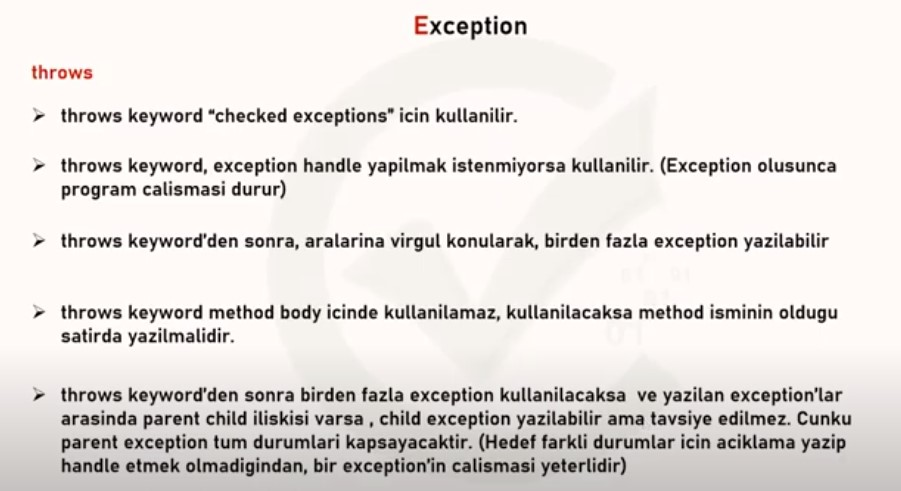 Exception
throws
➢ throws keyword "checked exceptions" icin kullanilir.
➢ throws keyword, exception handle yapilmak istenmiyorsa kullanilir. (Exception olusunca
program calismasi durur)
➢ throws keyword'den sonra, aralarina virgul konularak, birden fazla exception yazilabilir
➢ throws keyword method body icinde kullanilamaz, kullanilacaksa method isminin oldugu
satirda yazilmalidir.
➢ throws keyword'den sonra birden fazla exception kullanilacaksa ve yazilan exception'lar
arasinda parent child iliskisi varsa , child exception yazilabilir ama tavsiye edilmez. Cunku
parent exception tum durumlari kapsayacaktir. (Hedef farkli durumlar icin aciklama yazip
handle etmek olmadigindan, bir exception'in calismasi yeterlidir)